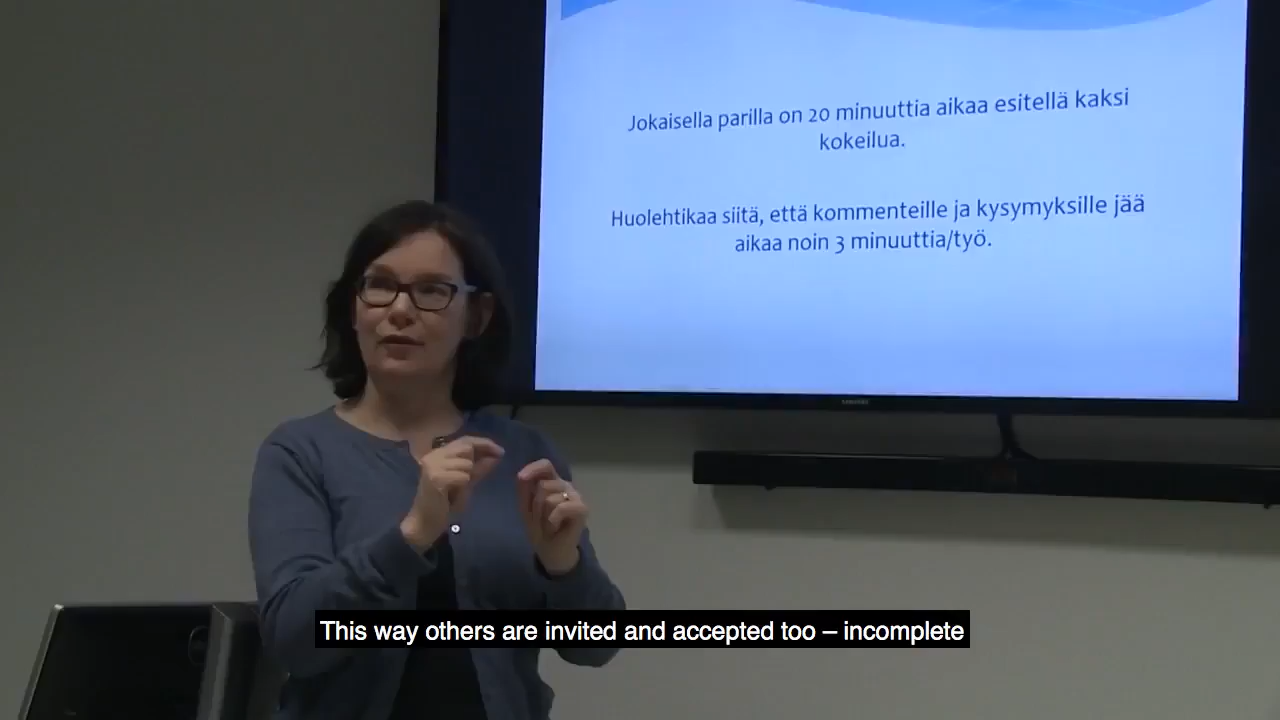 Jokaisella parilla on 20 minuuttia aikaa esitellä kaksi
kokeilua.
Huolehtikaa siitä, että kommenteille ja kysymyksille jää
aikaa noin 3 minuuttia/työ.
SAMSUNG
This way others are invited and accepted too – incomplete